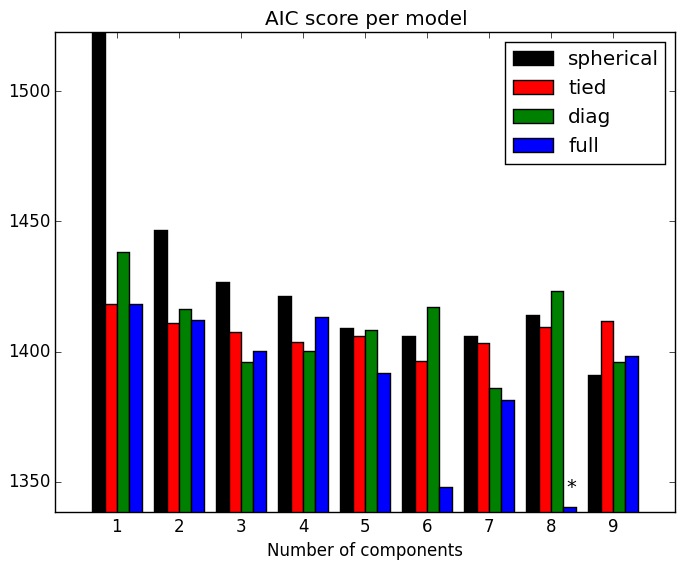 AIC score per model
spherical
tied
diag
full
1500
1450
1400
1350
*
1 2 3 4 5 6 7 8 9
Number of components